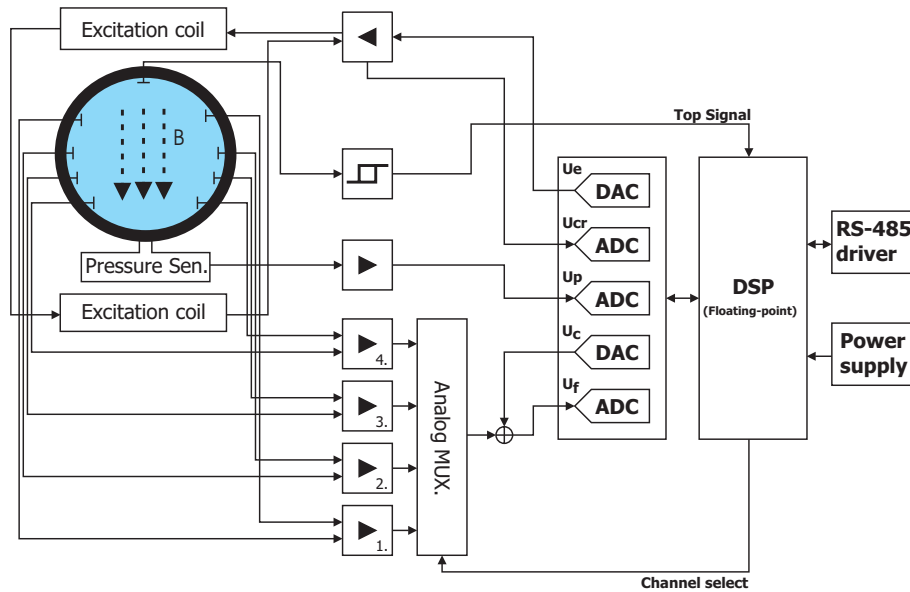 Excitation coil
B
Top Signal
Ue
DAC
Ucr
ADC
RS-485
driver
Pressure Sen.
Up
ADC
DSP
(Floating-point)
Excitation coil
Uc
DAC
Power
supply
4.
Uf
ADC
3.
Analog MUX.
2.
1.
Channel select